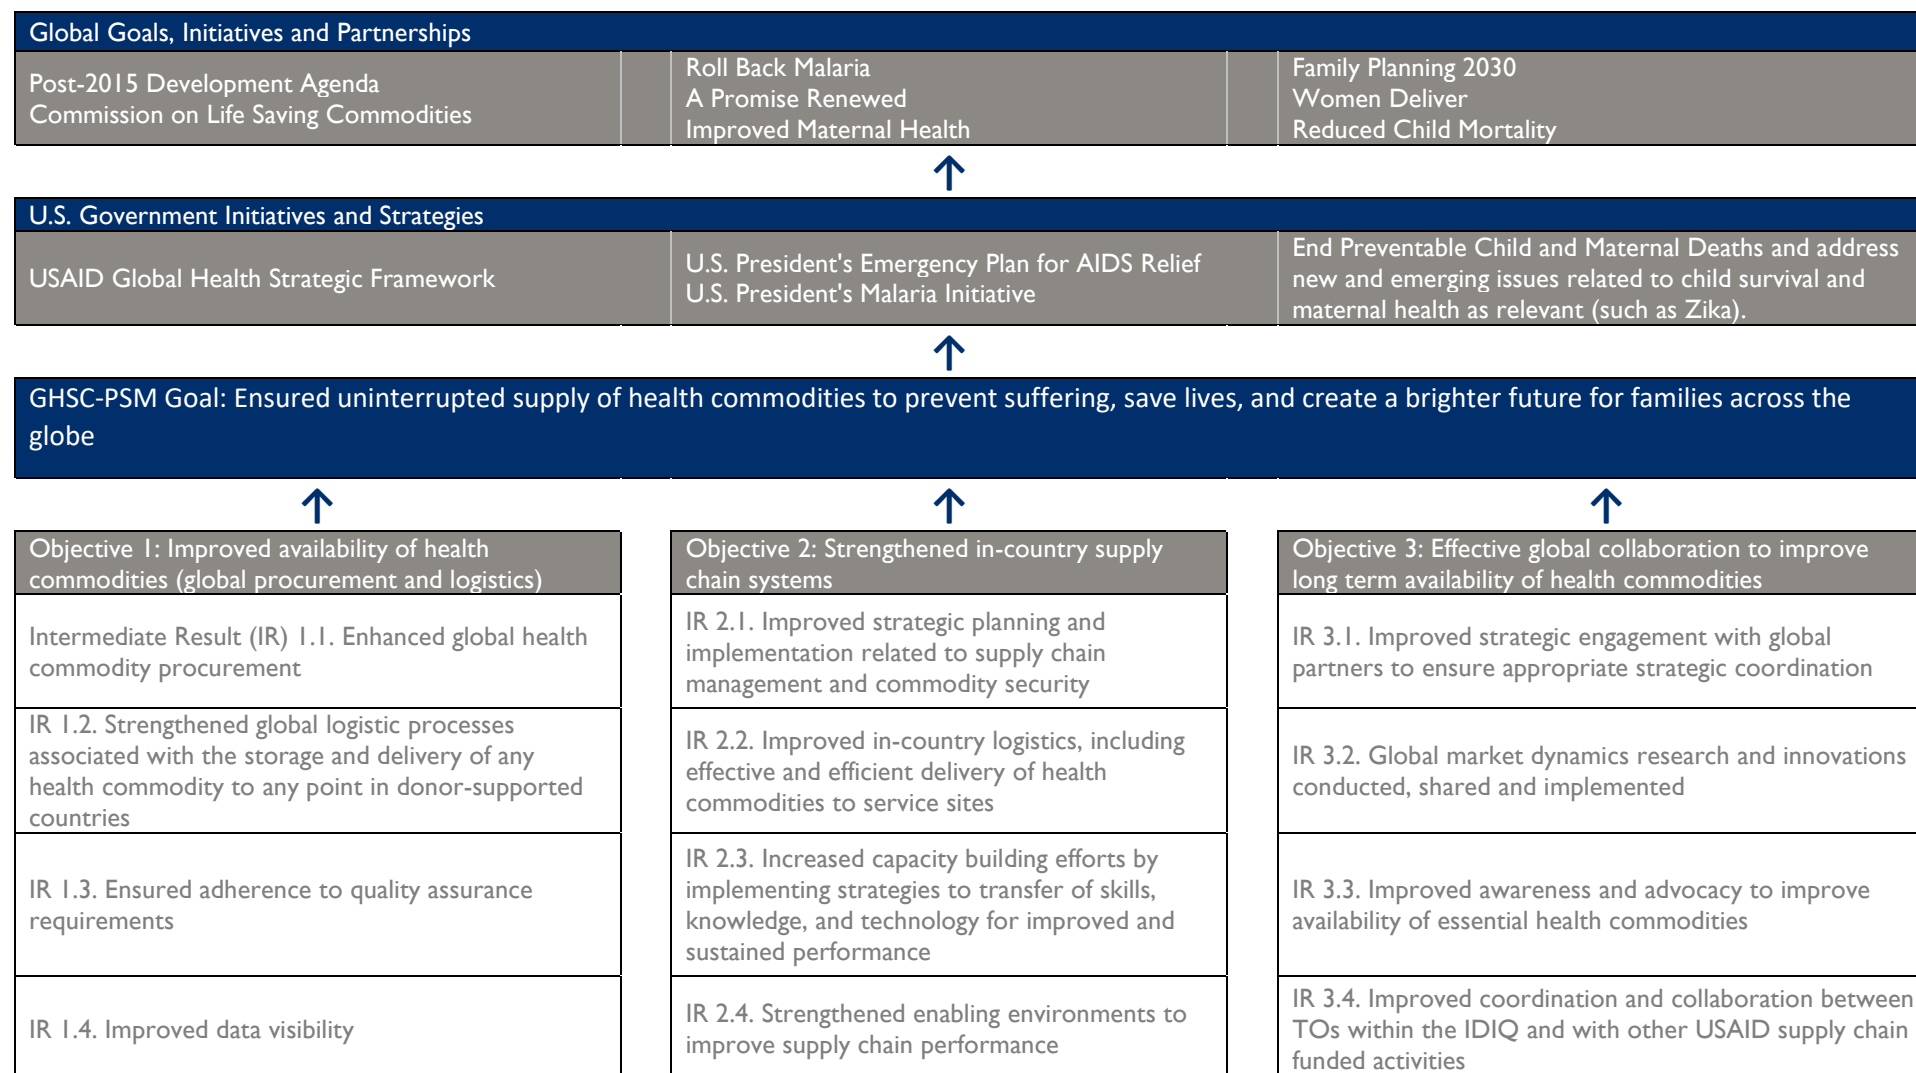 Global Goals, Initiatives and Partnerships
Post-2015 Development Agenda
Commission on Life Saving Commodities
Roll Back Malaria
A Promise Renewed
Improved Maternal Health
Family Planning 2030
Women Deliver
Reduced Child Mortality
U.S. Government Initiatives and Strategies
USAID Global Health Strategic Framework
U.S. President's Emergency Plan for AIDS Relief
U.S. President's Malaria Initiative
End Preventable Child and Maternal Deaths and address
new and emerging issues related to child survival and
maternal health as relevant (such as Zika).
GHSC-PSM Goal: Ensured uninterrupted supply of health commodities to prevent suffering, save lives, and create a brighter future for families across the
globe
Objective 1: Improved availability of health
commodities (global procurement and logistics)
Intermediate Result (IR) 1.1. Enhanced global health
commodity procurement
IR 1.2. Strengthened global logistic processes
associated with the storage and delivery of any
health commodity to any point in donor-supported
countries
IR 1.3. Ensured adherence to quality assurance
requirements
IR 1.4. Improved data visibility
Objective 2: Strengthened in-country supply
chain systems
IR 2.1. Improved strategic planning and
implementation related to supply chain
management and commodity security
IR 2.2. Improved in-country logistics, including
effective and efficient delivery of health
commodities to service sites
IR 2.3. Increased capacity building efforts by
implementing strategies to transfer of skills,
knowledge, and technology for improved and
sustained performance
IR 2.4. Strengthened enabling environments to
improve supply chain performance
Objective 3: Effective global collaboration to improve
long term availability of health commodities
IR 3.1. Improved strategic engagement with global
partners to ensure appropriate strategic coordination
IR 3.2. Global market dynamics research and innovations
conducted, shared and implemented
IR 3.3. Improved awareness and advocacy to improve
availability of essential health commodities
IR 3.4. Improved coordination and collaboration between
TOs within the IDIQ and with other USAID supply chain
funded activities